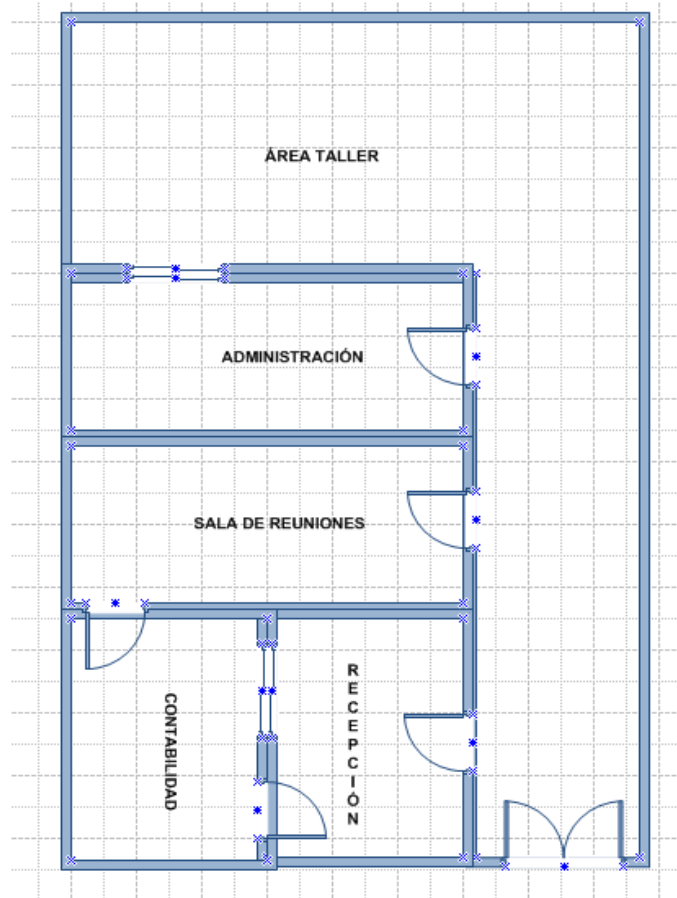 ÁREA TALLER
ADMINISTRACIÓN
SALA DE REUNIONES
CONTABILIDAD
RECEPCIÓN